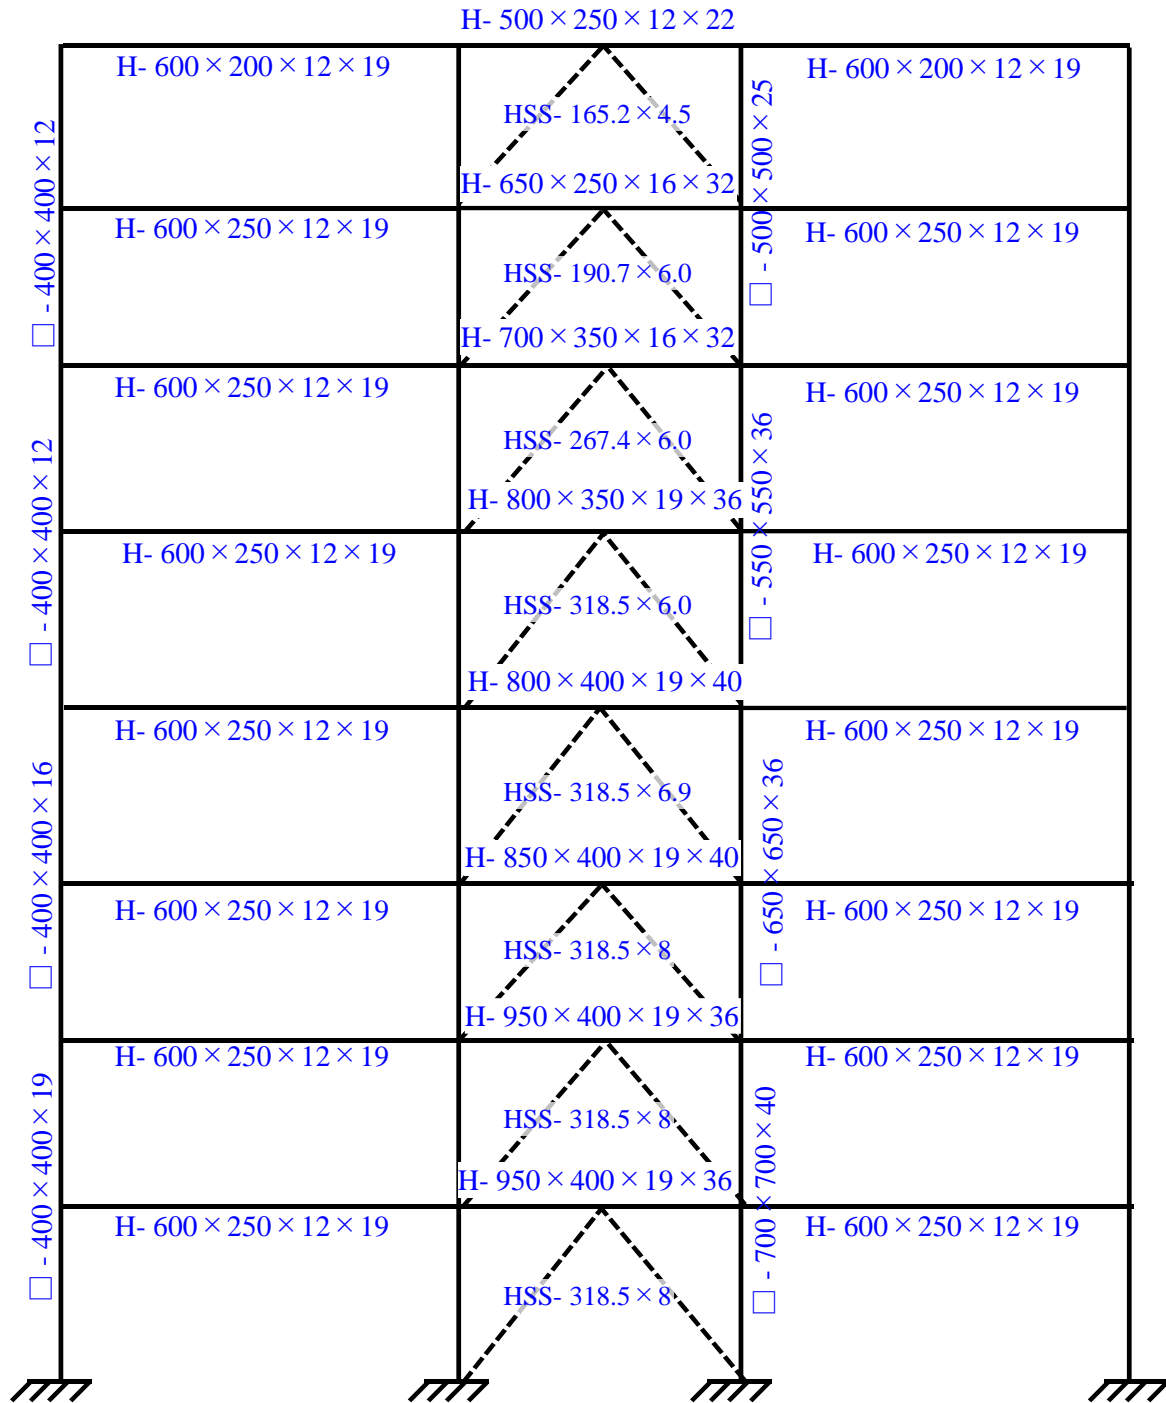 H- 500×250×12×22
H- 600×200×12×19
H- 600×200×12×19
HSS- 165.2×4.5
□ - 400×400×12
□ - 500×500×25
H- 650×250×16×32
H- 600×250×12×19
H- 600×250×12×19
HSS- 190.7×6.0
H- 700×350×16×32
H- 600×250×12×19
H- 600×250×12×19
HSS- 267.4×6.0
□ - 400×400×12
□ - 550×550×36
H- 800×350×19×36
H- 600×250×12×19
H- 600×250×12×19
HSS- 318.5×6.0
H- 800×400×19×40
H- 600×250×12×19
H- 600×250×12×19
HSS- 318.5×6.9
□ - 400×400×16
□ - 650×650×36
H- 850×400×19×40
H- 600×250×12×19
H- 600×250×12×19
HSS- 318.5×8
H- 950×400×19×36
H- 600×250×12×19
H- 600×250×12×19
HSS- 318.5×8
□ - 400×400×19
□ - 700×700×40
H- 950×400×19×36
H- 600×250×12×19
H- 600×250×12×19
HSS- 318.5×8